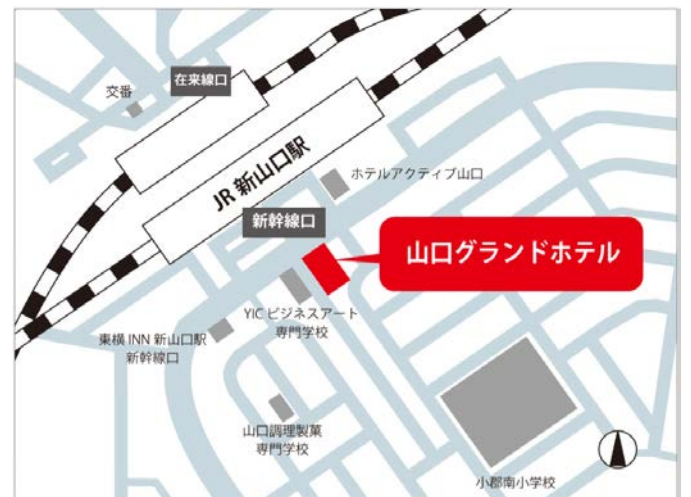 在来線口
交番
JR 新山口駅
ホテルアクティブ山口
新幹線口
山口グランドホテル
YIC ビジネスアート
専門学校
東横 INN 新山口駅
新幹線口
山口調理製菓
専門学校
小郡南小学校